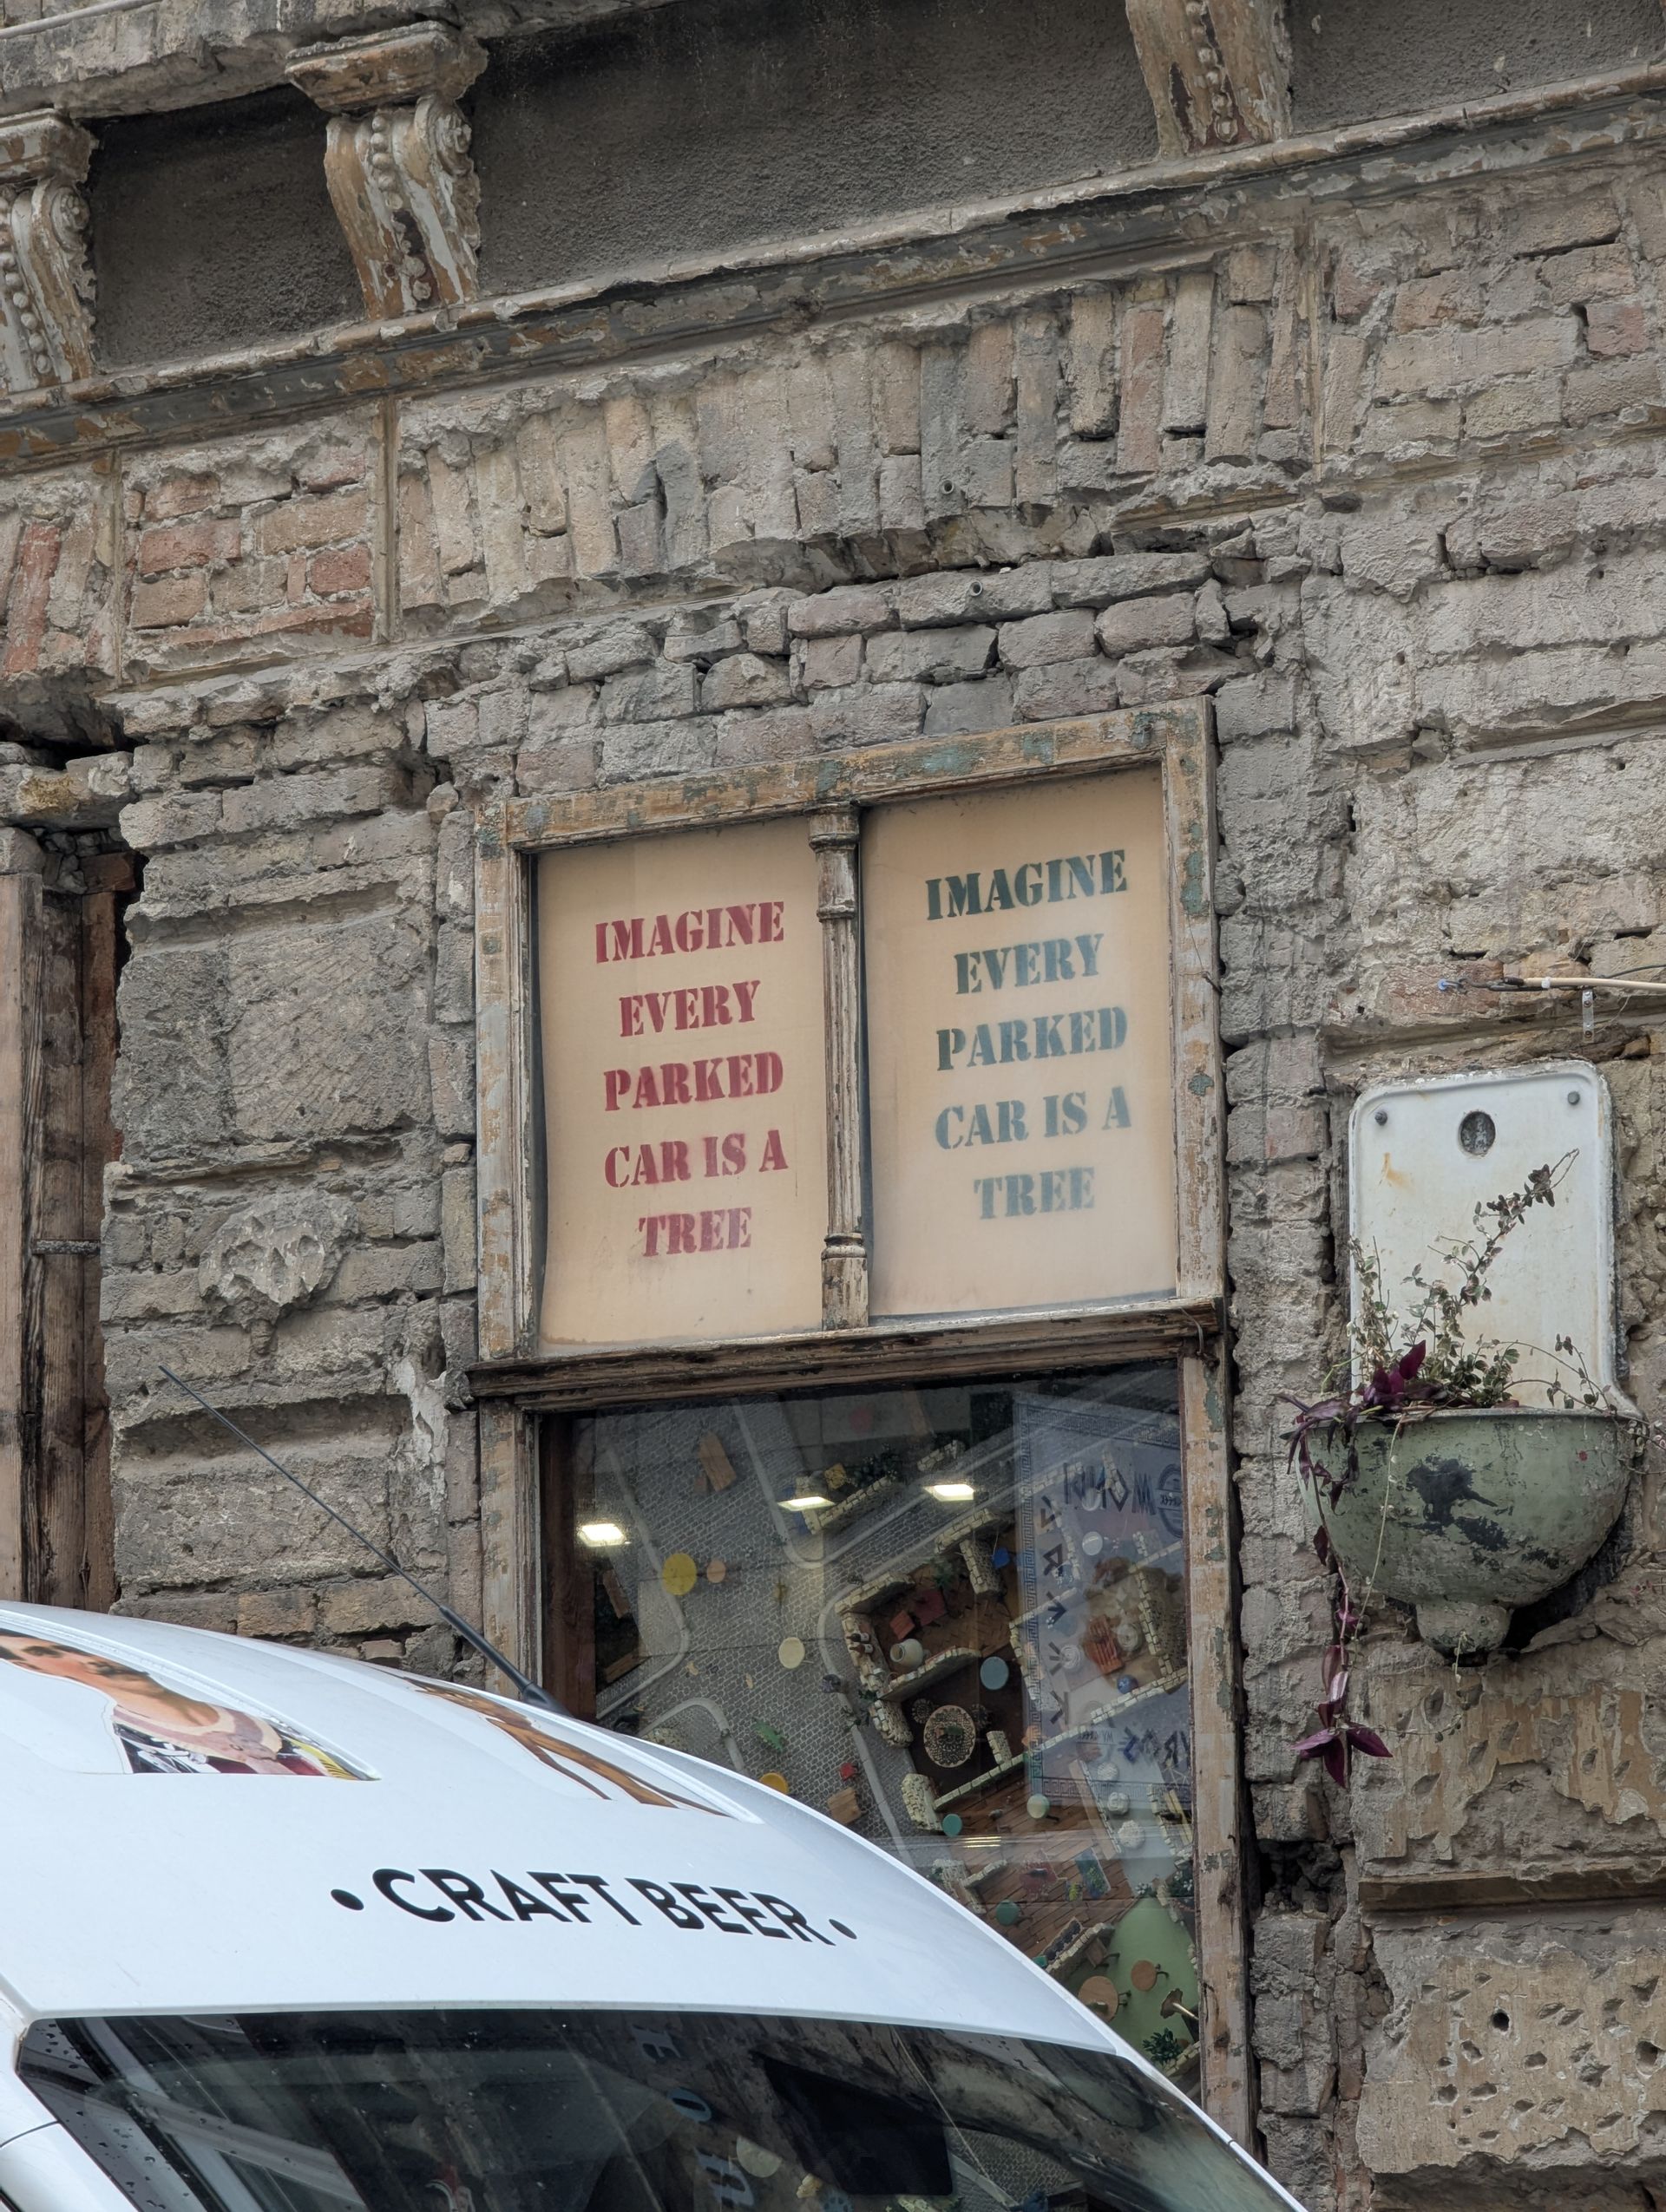 IMAGINE
EVERY
PARKED
CAR IS A
TREE
IMAGINE
EVERY
PARKED
CAR IS A
TREE
• CRAFT BEER •